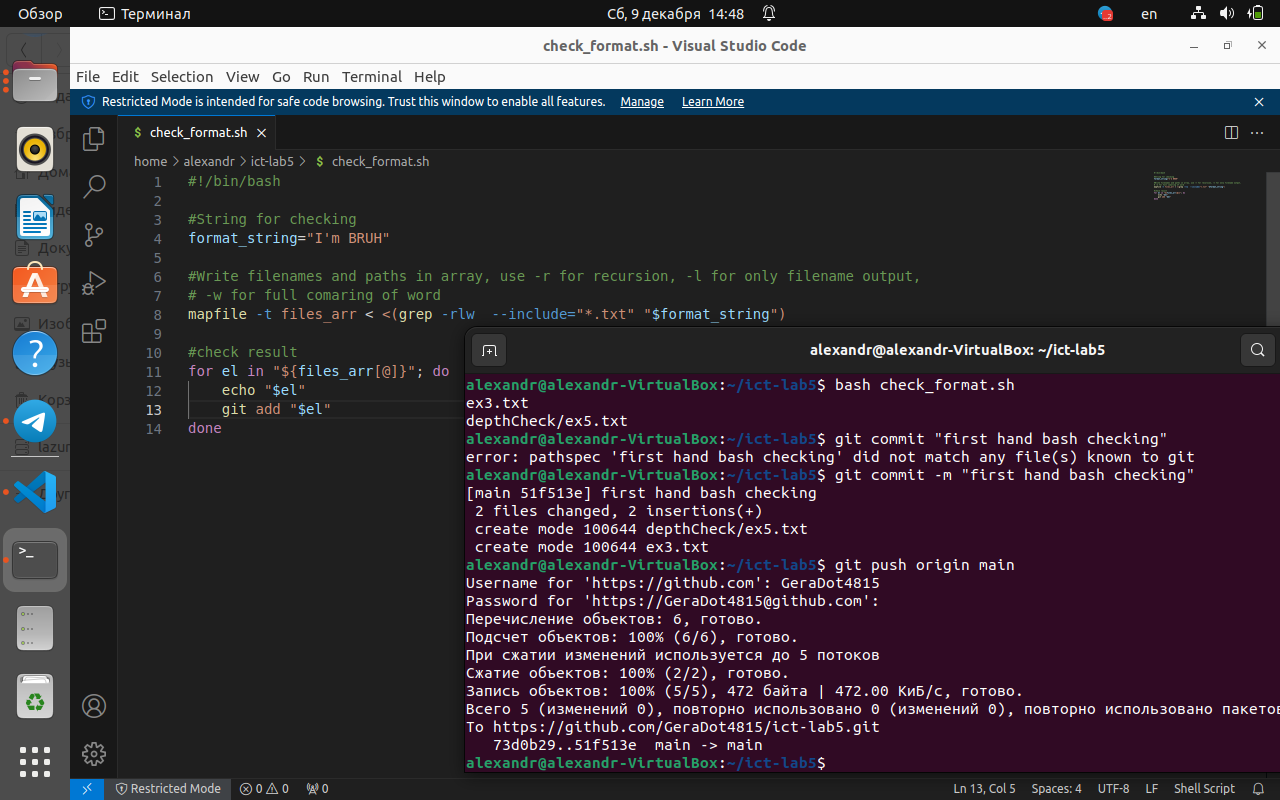 Обзор
Терминал
Сб, 9 декабря 14:48
en
check_format.sh - Visual Studio Code
File Edit Selection View Go Run Terminal Help
Restricted Mode is intended for safe code browsing. Trust this window to enable all features. Manage Learn More
check_format.sh
home > alexandr > ict-lab5 > $ check_format.sh
1 #!/bin/bash
2
3 #String for checking
4 format_string="I'm BRUH"
5
6 #Write filenames and paths in array, use -r for recursion, -l for only filename output,
7 # -w for full comaring of word
8 mapfile -t files_arr < <(grep -rlw  --include="*.txt" "$format_string")
9
10 #check result
11 for el in "${files_arr[@]}"; do
12     echo "$el"
13     git add "$el"
14 done
alexandr@alexandr-VirtualBox: ~/ict-lab5
alexandr@alexandr-VirtualBox:~/ict-lab5$ bash check_format.sh
ex3.txt
depthCheck/ex5.txt
alexandr@alexandr-VirtualBox:~/ict-lab5$ git commit "first hand bash checking"
error: pathspec 'first hand bash checking' did not match any file(s) known to git
alexandr@alexandr-VirtualBox:~/ict-lab5$ git commit -m "first hand bash checking"
[main 51f513e] first hand bash checking
 2 files changed, 2 insertions(+)
 create mode 100644 depthCheck/ex5.txt
 create mode 100644 ex3.txt
alexandr@alexandr-VirtualBox:~/ict-lab5$ git push origin main
Username for 'https://github.com': GeraDot4815
Password for 'https://GeraDot4815@github.com':
Перечисление объектов: 6, готово.
Подсчет объектов: 100% (6/6), готово.
При сжатии изменений используется до 5 потоков
Сжатие объектов: 100% (2/2), готово.
Запись объектов: 100% (5/5), 472 байта | 472.00 КиБ/с, готово.
Всего 5 (изменений 0), повторно использовано 0 (изменений 0), повторно использовано пакетов
To https://github.com/GeraDot4815/ict-lab5.git
   73d0b29..51f513e  main -> main
alexandr@alexandr-VirtualBox:~/ict-lab5$
Restricted Mode
0
0
0
Ln 13, Col 5
Spaces: 4
UTF-8
LF
Shell Script